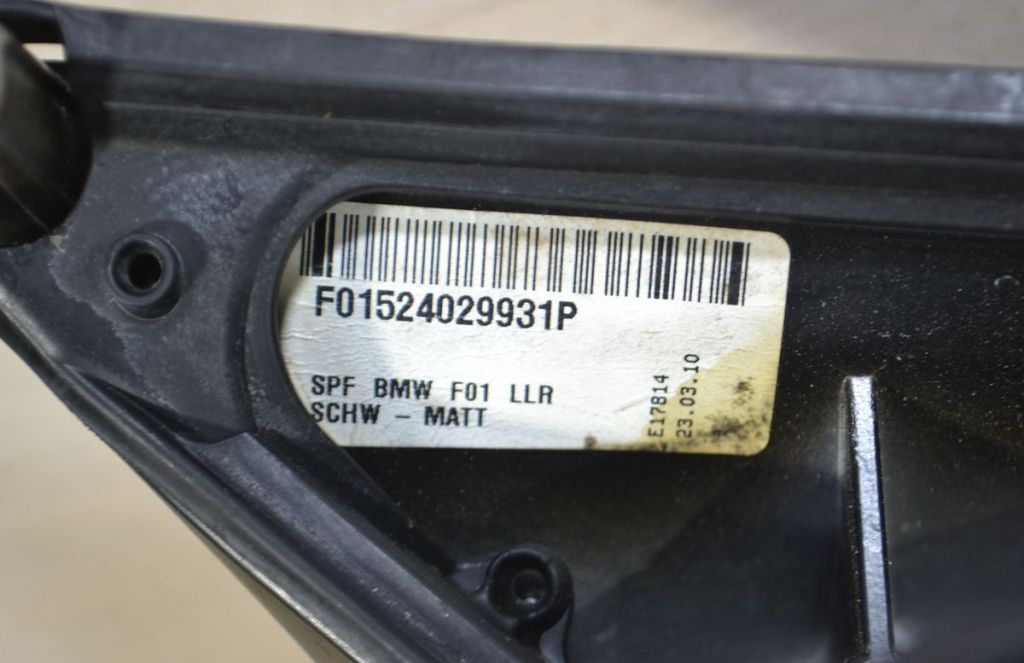 F01524029931P
SPF BMW F01 LLR
SCHW - MATT
E17814
23.03.10